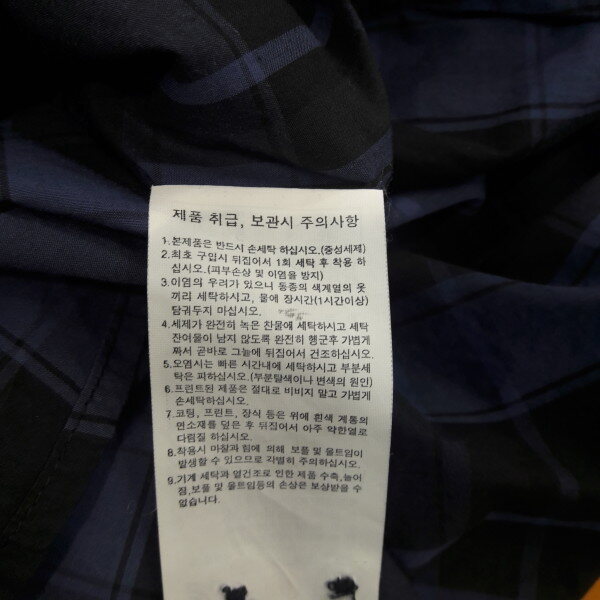 제품 취급, 보관시 주의사항
1.본제품은 반드시 손세탁 하십시오.(중성세제)
2.최초 구입시 뒤집어서 1회 세탁 후 착용 하
십시오.(피부손상 및 이염을 방지)
3.이염의 우려가 있으니 동종의 색계열의 옷
끼리 세탁하시고, 물에 장시간(1시간이상)
담궈두지 마십시오.
4.세제가 완전히 녹은 찬물에 세탁하시고 세탁
잔여물이 남지 않도록 완전히 헹군후 가볍게
짜서 곧바로 그늘에 뒤집어서 건조하십시오.
5.오염시는 빠른 시간내에 세탁하시고 부분세
탁은 피하십시오.(부분탈색이나 변색의 원인)
6.프린트된 제품은 절대로 비비지 말고 가볍게
손세탁하십시오.
7.코팅, 프린트, 장식 등은 위에 흰색 계통의
면소재를 덮은 후 뒤집어서 아주 약한열로
다림질 하십시오.
8.착용시 마찰과 힘에 의해 보풀 및 올트임이
발생할 수 있으므로 각별히 주의하십시오.
9.기계 세탁과 열건조로 인한 제품 수축,늘어
짐,보풀 및 올트임등의 손상은 보상받을 수
없습니다.